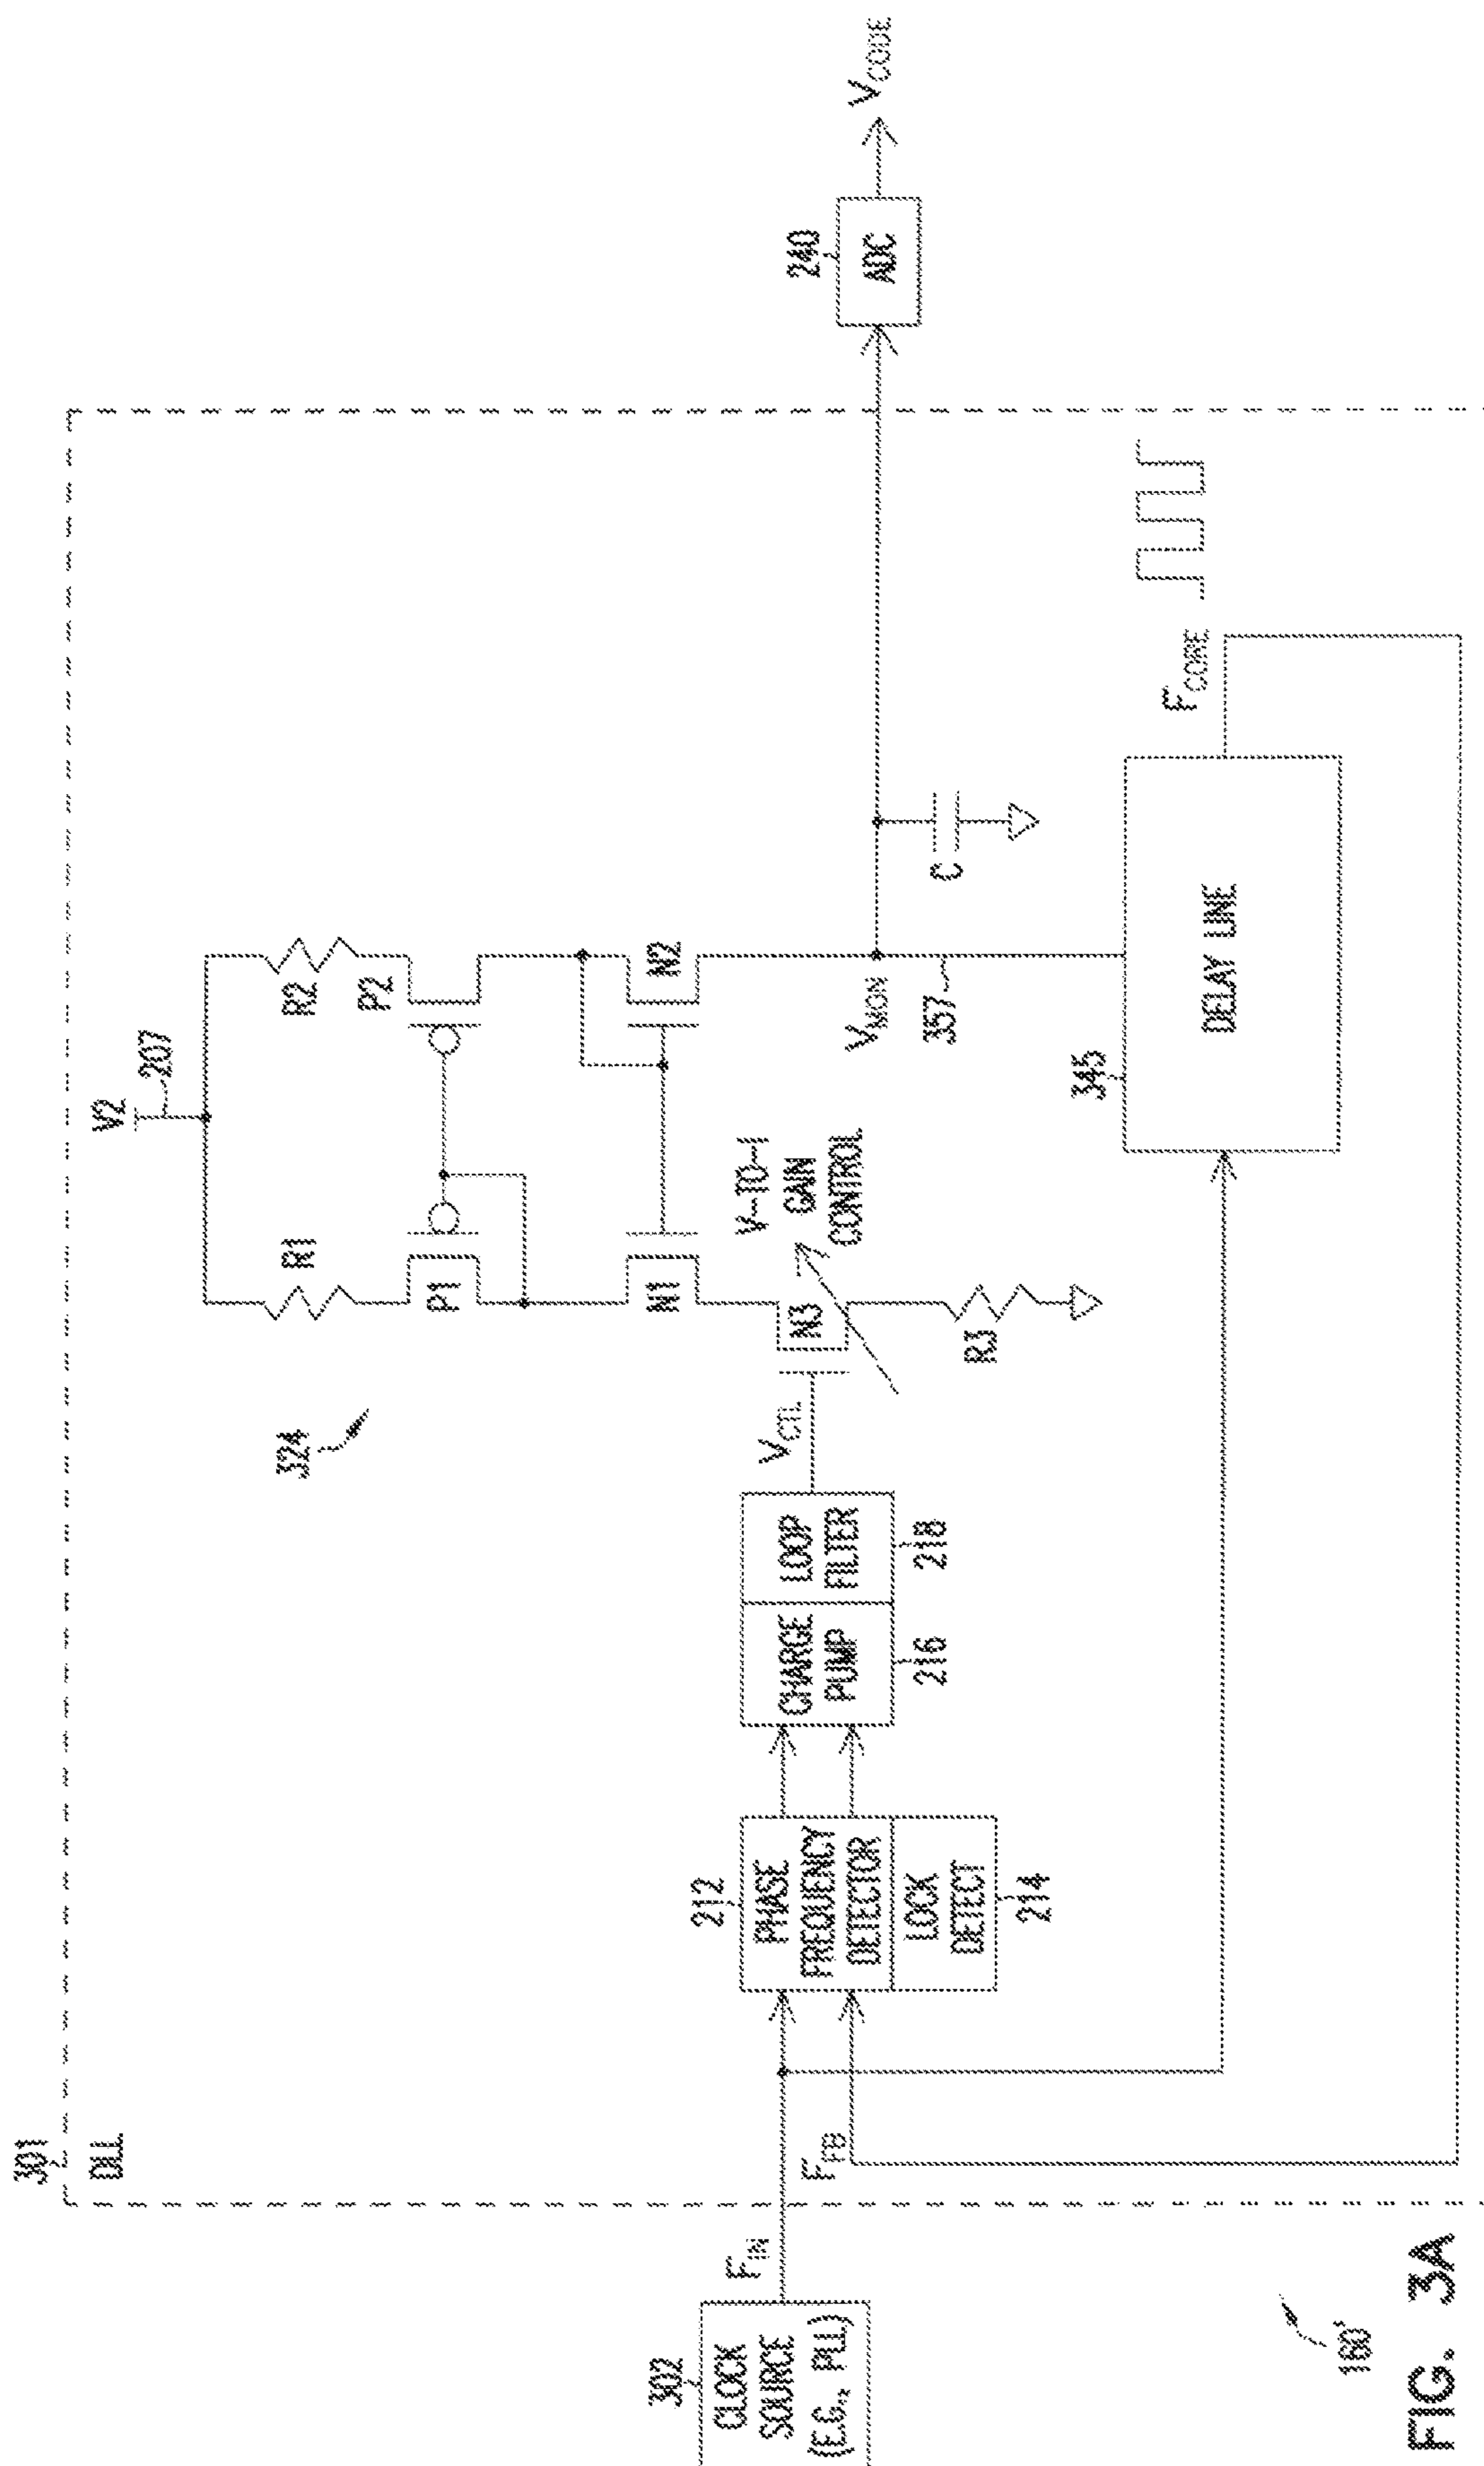 301
DLL
V2
207
R1
R2
324
P1
P2
N1
N2
302
CLOCK
SOURCE
(E.G., PLL)
F_IN
F_FB
212
PHASE
FREQUENCY
DETECTOR
LOCK
DETECT
214
CHARGE
PUMP
216
LOOP
FILTER
218
V_CTL
N3
V-TO-I
GAIN
CONTROL
R3
V_MON
357
C
240
ADC
V_CODE
345
DELAY LINE
F_CORE
FIG. 3A